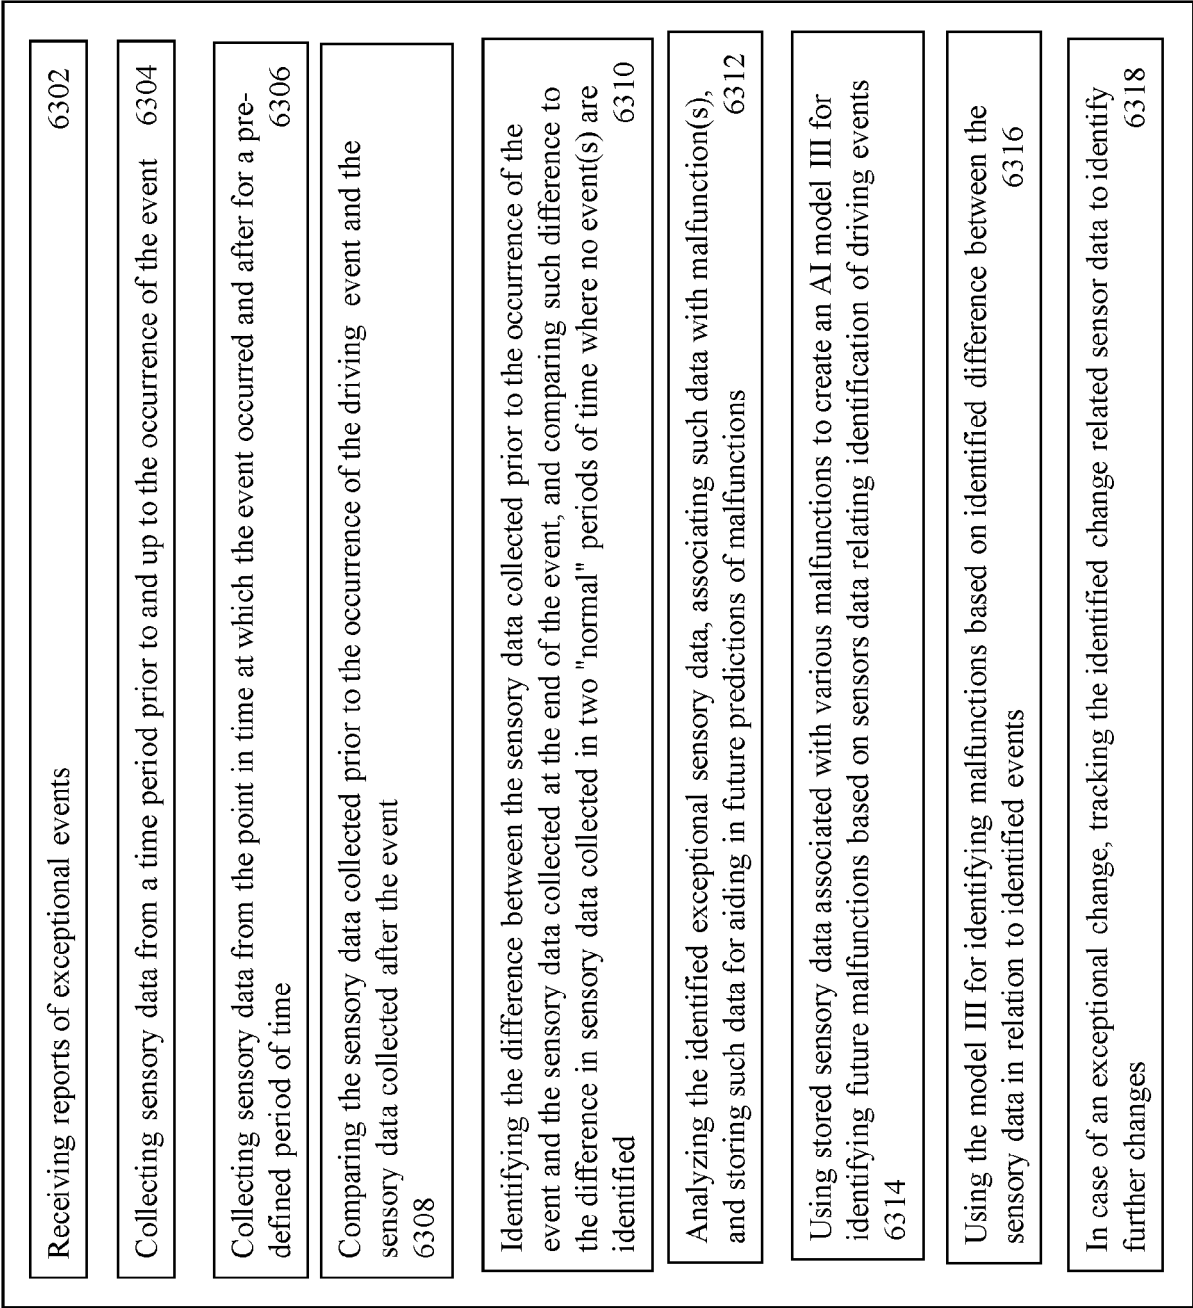 Receiving reports of exceptional events 6302
Collecting sensory data from a time period prior to and up to the occurrence of the event 6304
Collecting sensory data from the point in time at which the event occurred and after for a pre-
defined period of time 6306
Comparing the sensory data collected prior to the occurrence of the driving event and the
sensory data collected after the event
6308
Identifying the difference between the sensory data collected prior to the occurrence of the
event and the sensory data collected at the end of the event, and comparing such difference to
the difference in sensory data collected in two "normal" periods of time where no event(s) are
identified 6310
Analyzing the identified exceptional sensory data, associating such data with malfunction(s),
and storing such data for aiding in future predictions of malfunctions 6312
Using stored sensory data associated with various malfunctions to create an AI model III for
identifying future malfunctions based on sensors data relating identification of driving events
6314
Using the model III for identifying malfunctions based on identified difference between the
sensory data in relation to identified events 6316
In case of an exceptional change, tracking the identified change related sensor data to identify
further changes 6318